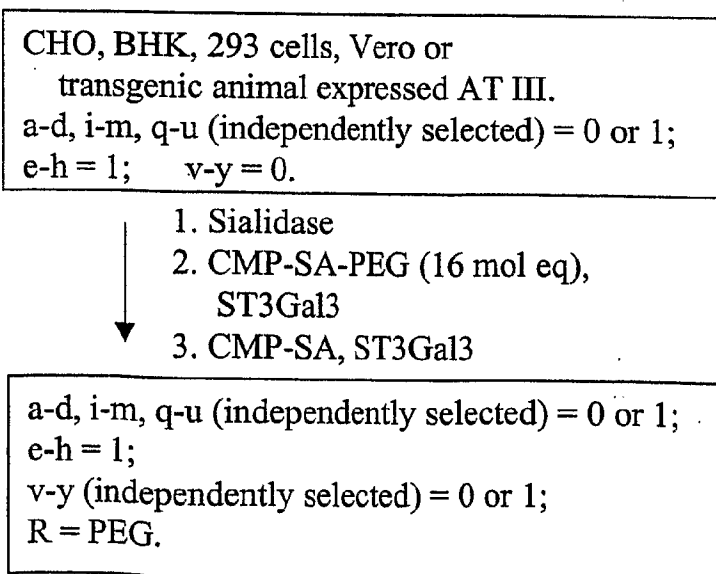 CHO, BHK, 293 cells, Vero or
transgenic animal expressed AT III.
a-d, i-m, q-u (independently selected) = 0 or 1;
e-h = 1; v-y = 0.
1. Sialidase
2. CMP-SA-PEG (16 mol eq),
ST3Gal3
3. CMP-SA, ST3Gal3
a-d, i-m, q-u (independently selected) = 0 or 1;
e-h = 1;
v-y (independently selected) = 0 or 1;
R = PEG.